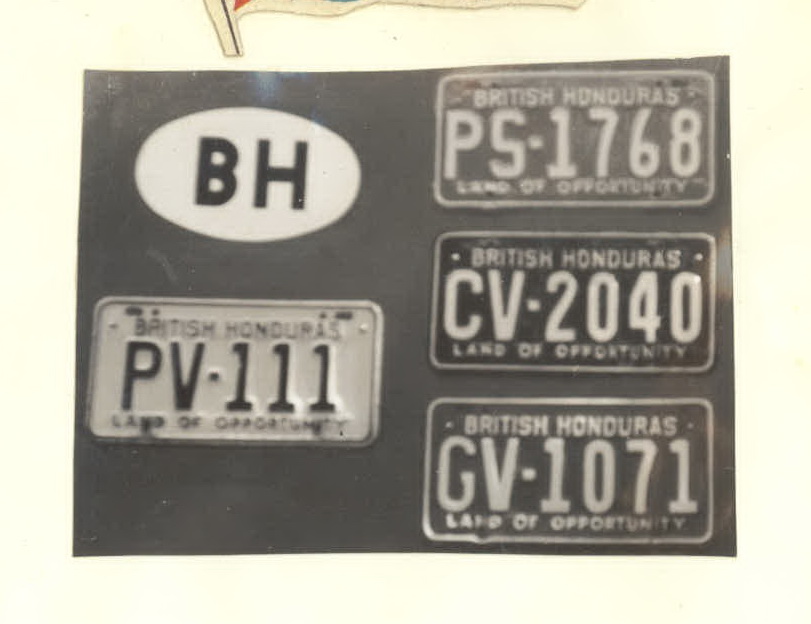 BH
BRITISH HONDURAS
PV·111
LAND OF OPPORTUNITY
BRITISH HONDURAS
PS·1768
LAND OF OPPORTUNITY
BRITISH HONDURAS
CV·2040
LAND OF OPPORTUNITY
BRITISH HONDURAS
GV·1071
LAND OF OPPORTUNITY